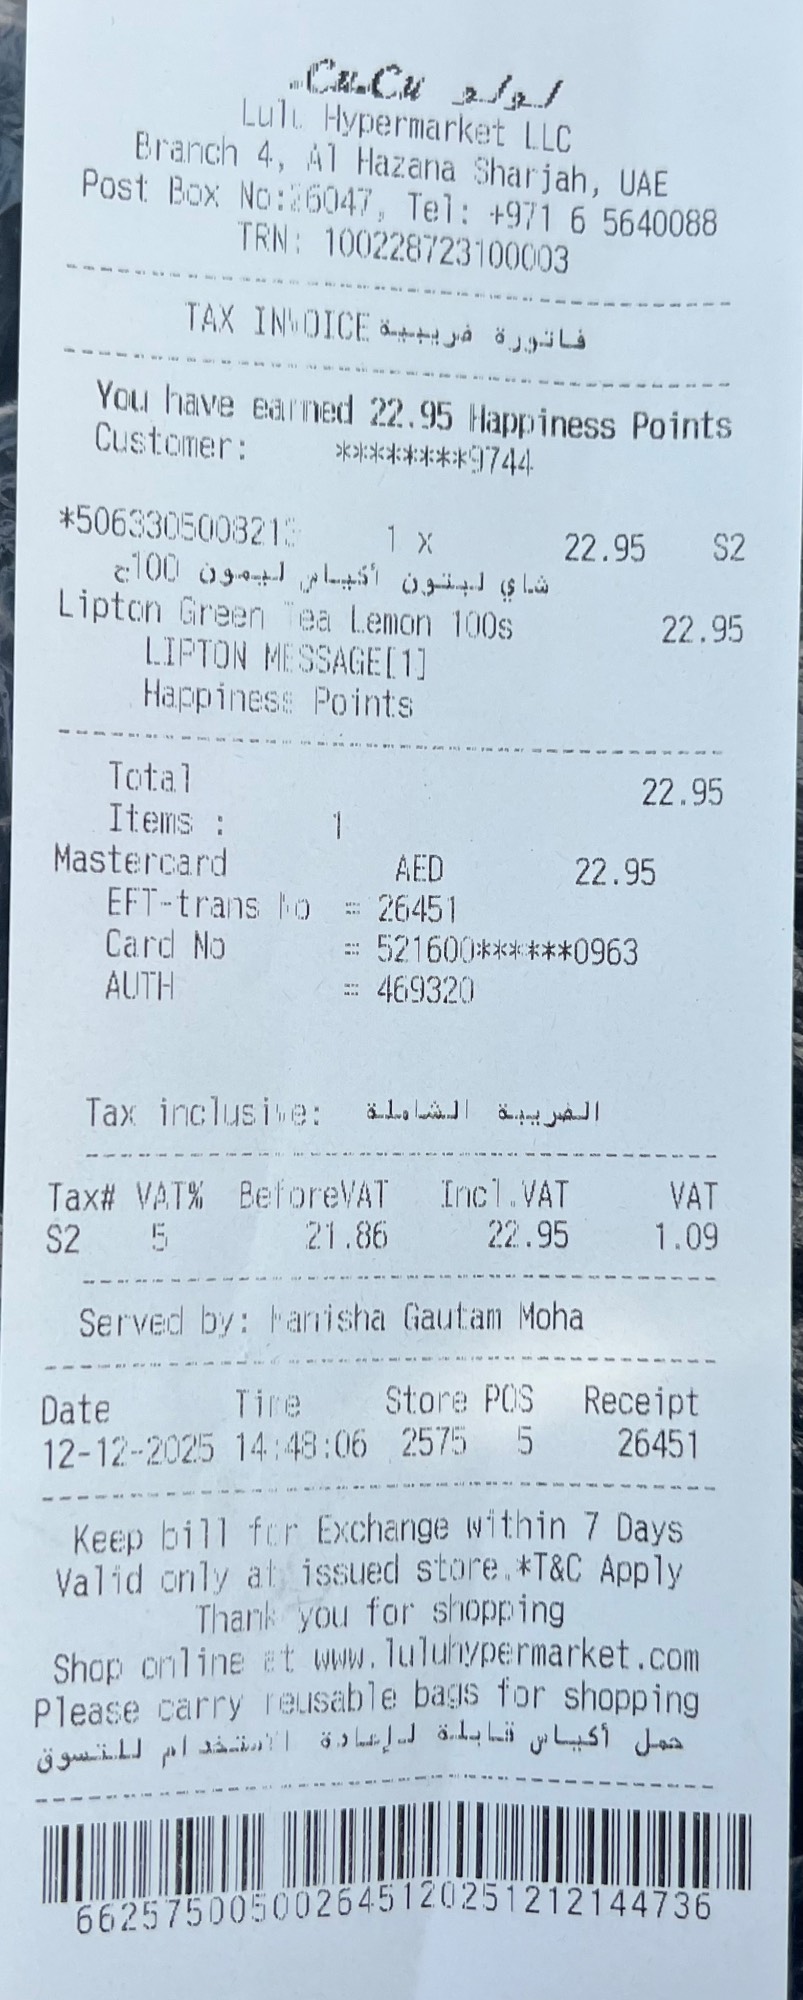 LuLu لولو
Lulu Hypermarket LLC
Branch 4, Al Hazana Sharjah, UAE
Post Box No:26047, Tel: +971 6 5640088
TRN: 100228723100003
TAX INVOICE فاتورة ضريبية
You have earned 22.95 Happiness Points
Customer: ********9744
*5063305008213 1 x 22.95 S2
شاي ليتون أكياس ليمون 100ج
Lipton Green Tea Lemon 100s 22.95
LIPTON MESSAGE[1]
Happiness Points
Total 22.95
Items : 1
Mastercard AED 22.95
EFT-trans No = 26451
Card No = 521600******0963
AUTH = 469320
Tax inclusive: الضريبة الشاملة
Tax# VAT% BeforeVAT Incl.VAT VAT
S2 5 21.86 22.95 1.09
Served by: Gautam Moha
Date Time Store POS Receipt
12-12-2025 14:48:06 2575 5 26451
Keep bill for Exchange within 7 Days
Valid only at issued store.*T&C Apply
Thank you for shopping
Shop online at www.luluhypermarket.com
Please carry reusable bags for shopping
حمل أكياس قابلة لإعادة الاستخدام للتسوق
662575005002645120251212144736